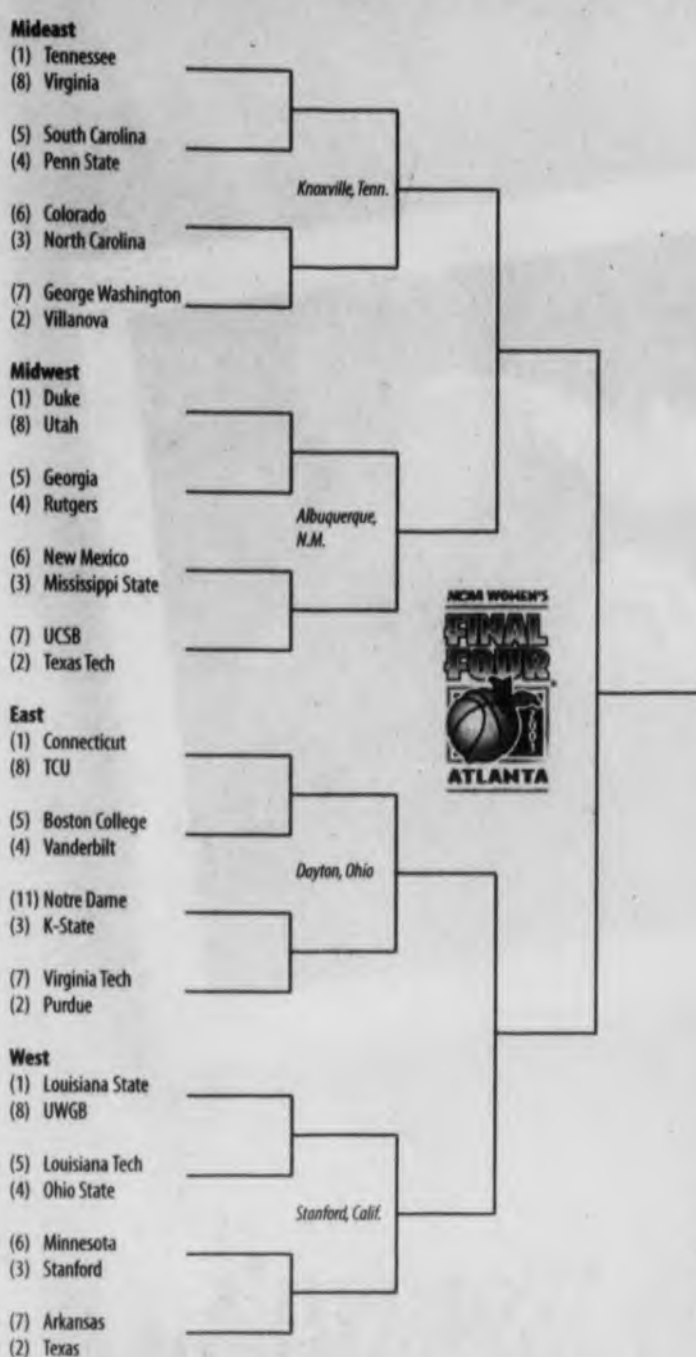 Mideast
(1) Tennessee
(8) Virginia
(5) South Carolina
(4) Penn State
Knoxville, Tenn.
(6) Colorado
(3) North Carolina
(7) George Washington
(2) Villanova
Midwest
(1) Duke
(8) Utah
(5) Georgia
(4) Rutgers
Albuquerque,
N.M.
(6) New Mexico
(3) Mississippi State
(7) UCSB
(2) Texas Tech
NCAA WOMEN'S
FINAL
FOUR
ATLANTA
East
(1) Connecticut
(8) TCU
(5) Boston College
(4) Vanderbilt
Dayton, Ohio
(11) Notre Dame
(3) K-State
(7) Virginia Tech
(2) Purdue
West
(1) Louisiana State
(8) UWGB
(5) Louisiana Tech
(4) Ohio State
Stanford, Calif.
(6) Minnesota
(3) Stanford
(7) Arkansas
(2) Texas